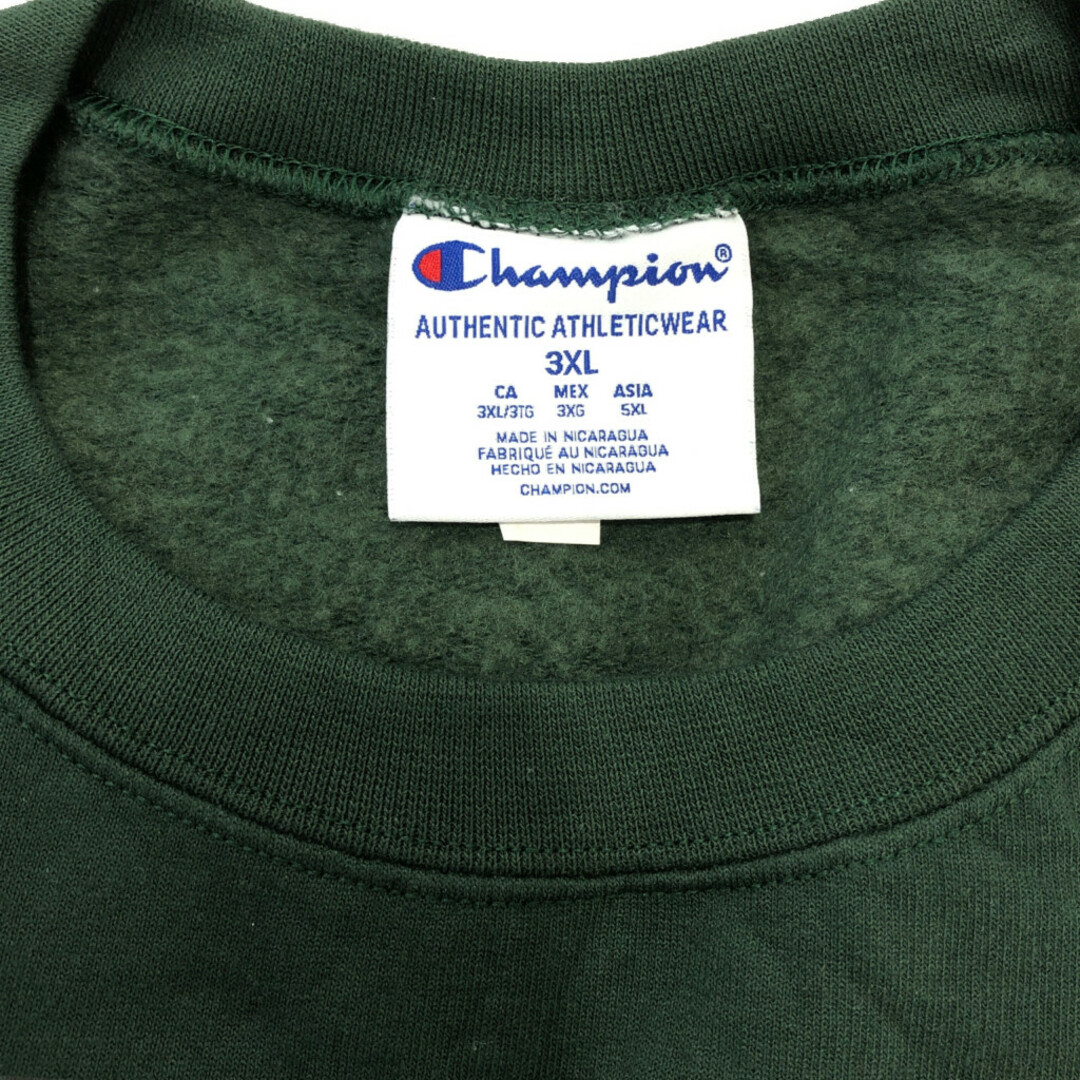 Champion®
AUTHENTIC ATHLETICWEAR
3XL
CA MEX ASIA
3XL/3TG 3XG 5XL
MADE IN NICARAGUA
FABRIQUÉ AU NICARAGUA
HECHO EN NICARAGUA
CHAMPION.COM